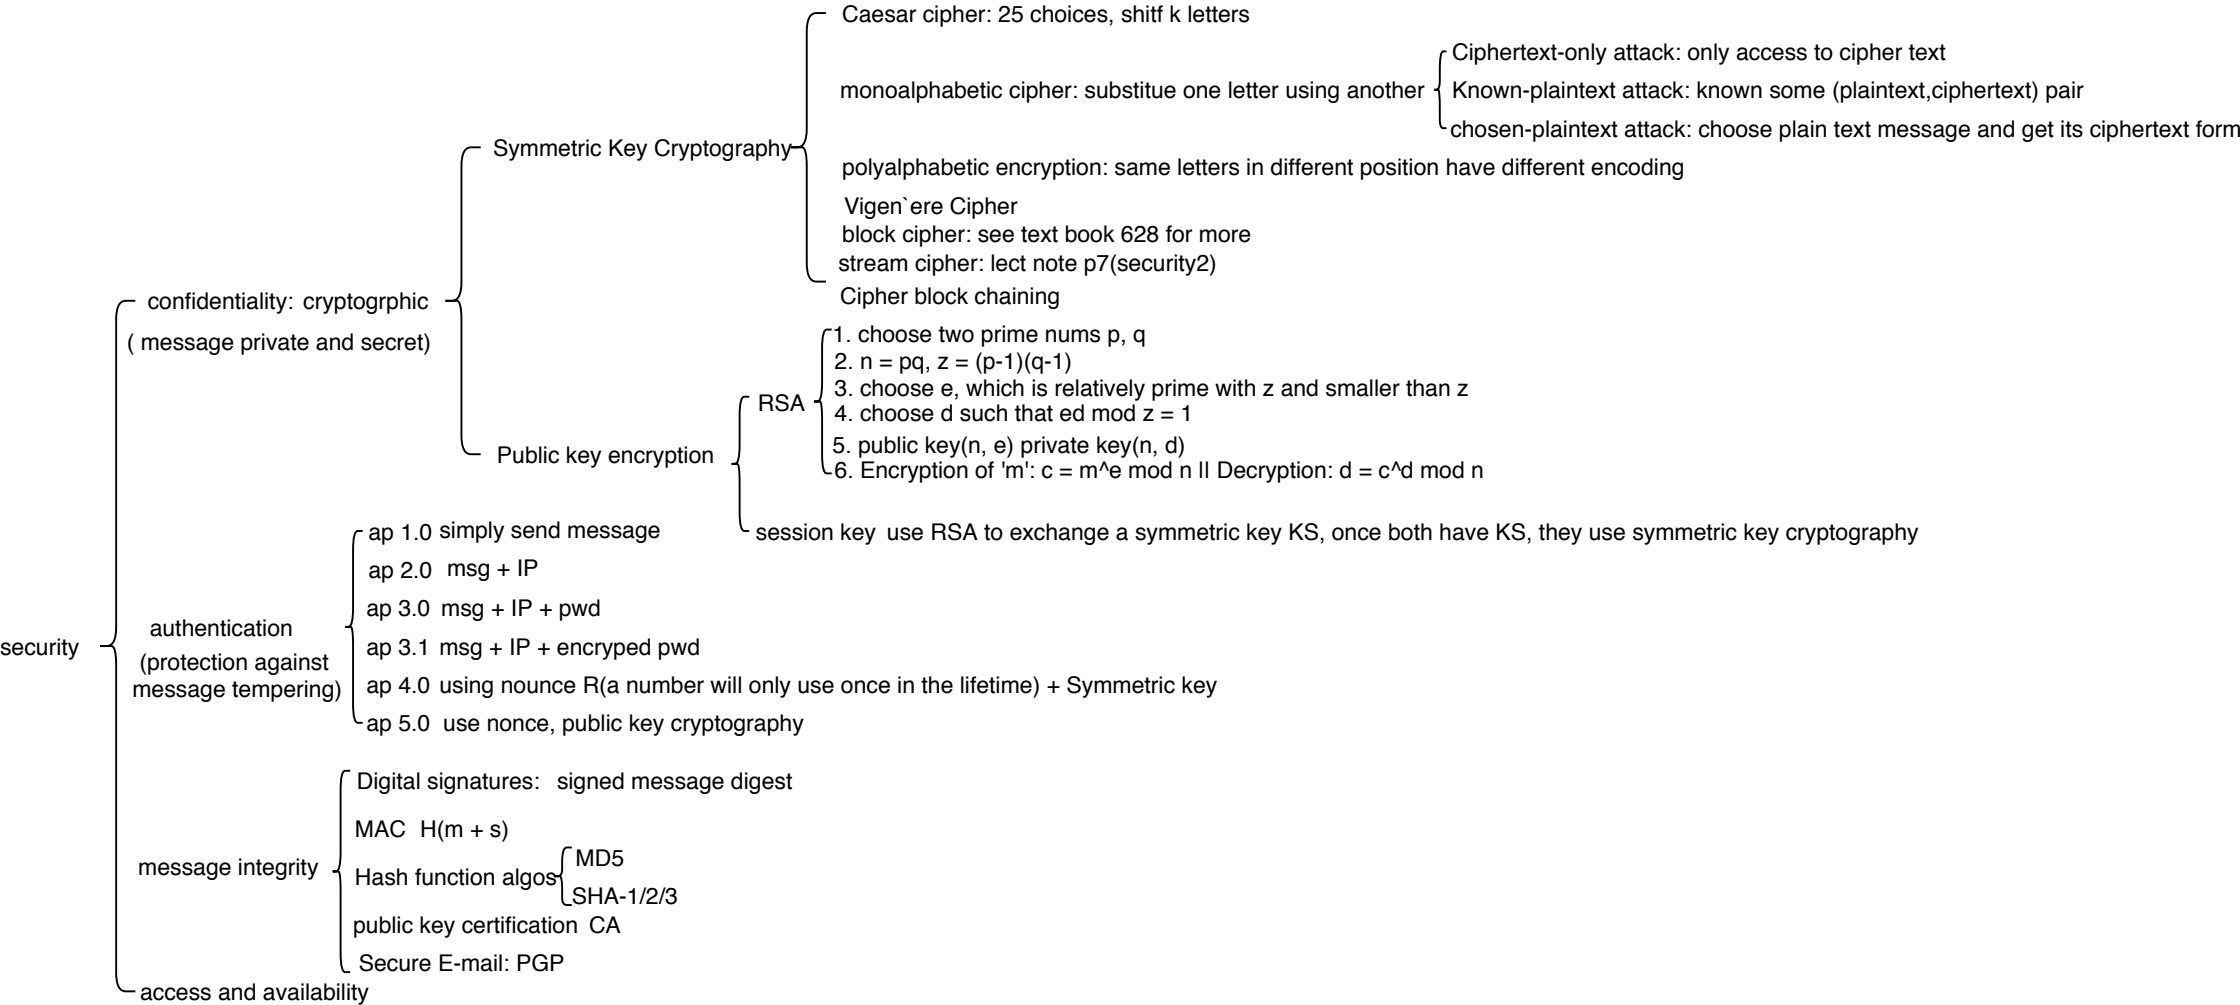 Caesar cipher: 25 choices, shitf k letters
Ciphertext-only attack: only access to cipher text
monoalphabetic cipher: substitue one letter using another
Known-plaintext attack: known some (plaintext,ciphertext) pair
chosen-plaintext attack: choose plain text message and get its ciphertext form
Symmetric Key Cryptography
polyalphabetic encryption: same letters in different position have different encoding
Vigen`ere Cipher
block cipher: see text book 628 for more
stream cipher: lect note p7(security2)
Cipher block chaining
confidentiality: cryptogrphic
( message private and secret)
1. choose two prime nums p, q
2. n = pq, z = (p-1)(q-1)
3. choose e, which is relatively prime with z and smaller than z
RSA
4. choose d such that ed mod z = 1
5. public key(n, e) private key(n, d)
Public key encryption
6. Encryption of 'm': c = m^e mod n || Decryption: d = c^d mod n
session key use RSA to exchange a symmetric key KS, once both have KS, they use symmetric key cryptography
ap 1.0 simply send message
ap 2.0 msg + IP
ap 3.0 msg + IP + pwd
authentication
(protection against
message tempering)
security
ap 3.1 msg + IP + encryped pwd
ap 4.0 using nounce R(a number will only use once in the lifetime) + Symmetric key
ap 5.0 use nonce, public key cryptography
Digital signatures: signed message digest
MAC H(m + s)
message integrity
Hash function algos
MD5
SHA-1/2/3
public key certification CA
Secure E-mail: PGP
access and availability